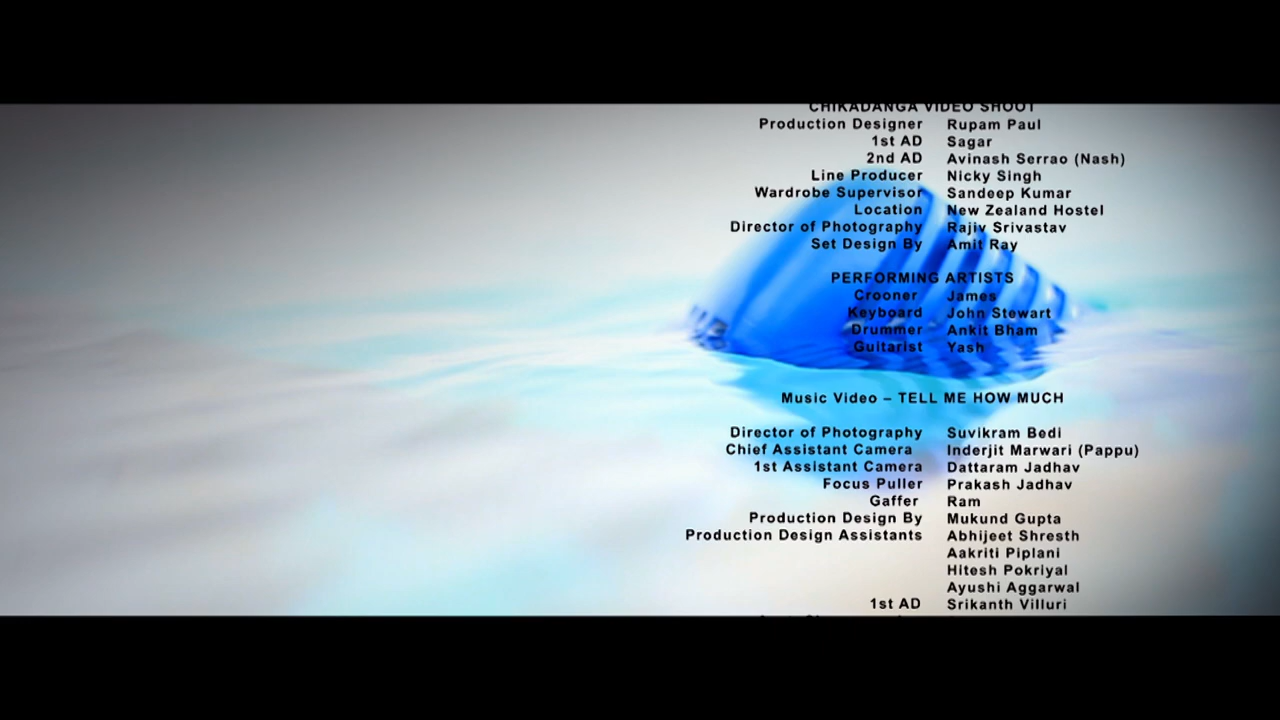 CHIKADANGA VIDEO SHOOT
Production Designer Rupam Paul
1st AD Sagar
2nd AD Avinash Serrao (Nash)
Line Producer Nicky Singh
Wardrobe Supervisor Sandeep Kumar
Location New Zealand Hostel
Director of Photography Rajiv Srivastav
Set Design By Amit Ray
PERFORMING ARTISTS
Crooner James
Keyboard John Stewart
Drummer Ankit Bham
Guitarist Yash
Music Video – TELL ME HOW MUCH
Director of Photography Suvikram Bedi
Chief Assistant Camera Inderjit Marwari (Pappu)
1st Assistant Camera Dattaram Jadhav
Focus Puller Prakash Jadhav
Gaffer Ram
Production Design By Mukund Gupta
Production Design Assistants Abhijeet Shresth
Aakriti Piplani
Hitesh Pokriyal
Ayushi Aggarwal
1st AD Srikanth Villuri